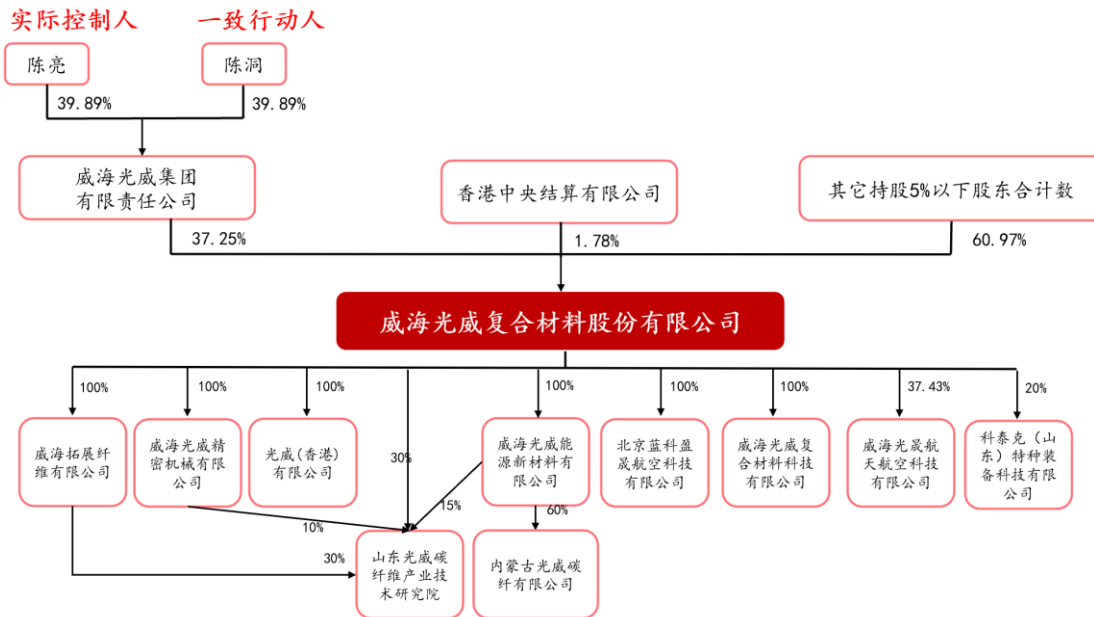 实际控制人
一致行动人
陈亮
陈洞
39.89%
39.89%
威海光威集团
有限责任公司
香港中央结算有限公司
其它持股5%以下股东合计数
37.25%
1.78%
60.97%
威海光威复合材料股份有限公司
100%
100%
100%
100%
100%
100%
37.43%
20%
威海拓展纤
维有限公司
威海光威精
密机械有限
公司
光威(香港)
有限公司
30%
威海光威能
源新材料有
限公司
北京蓝科盈
晟航空科技
有限公司
威海光威复
合材料科技
有限公司
威海光晟航
天航空科技
有限公司
科泰克（山
东）特种装
备科技有限
公司
15%
60%
10%
30%
山东光威碳
纤维产业技
术研究院
内蒙古光威碳
纤有限公司